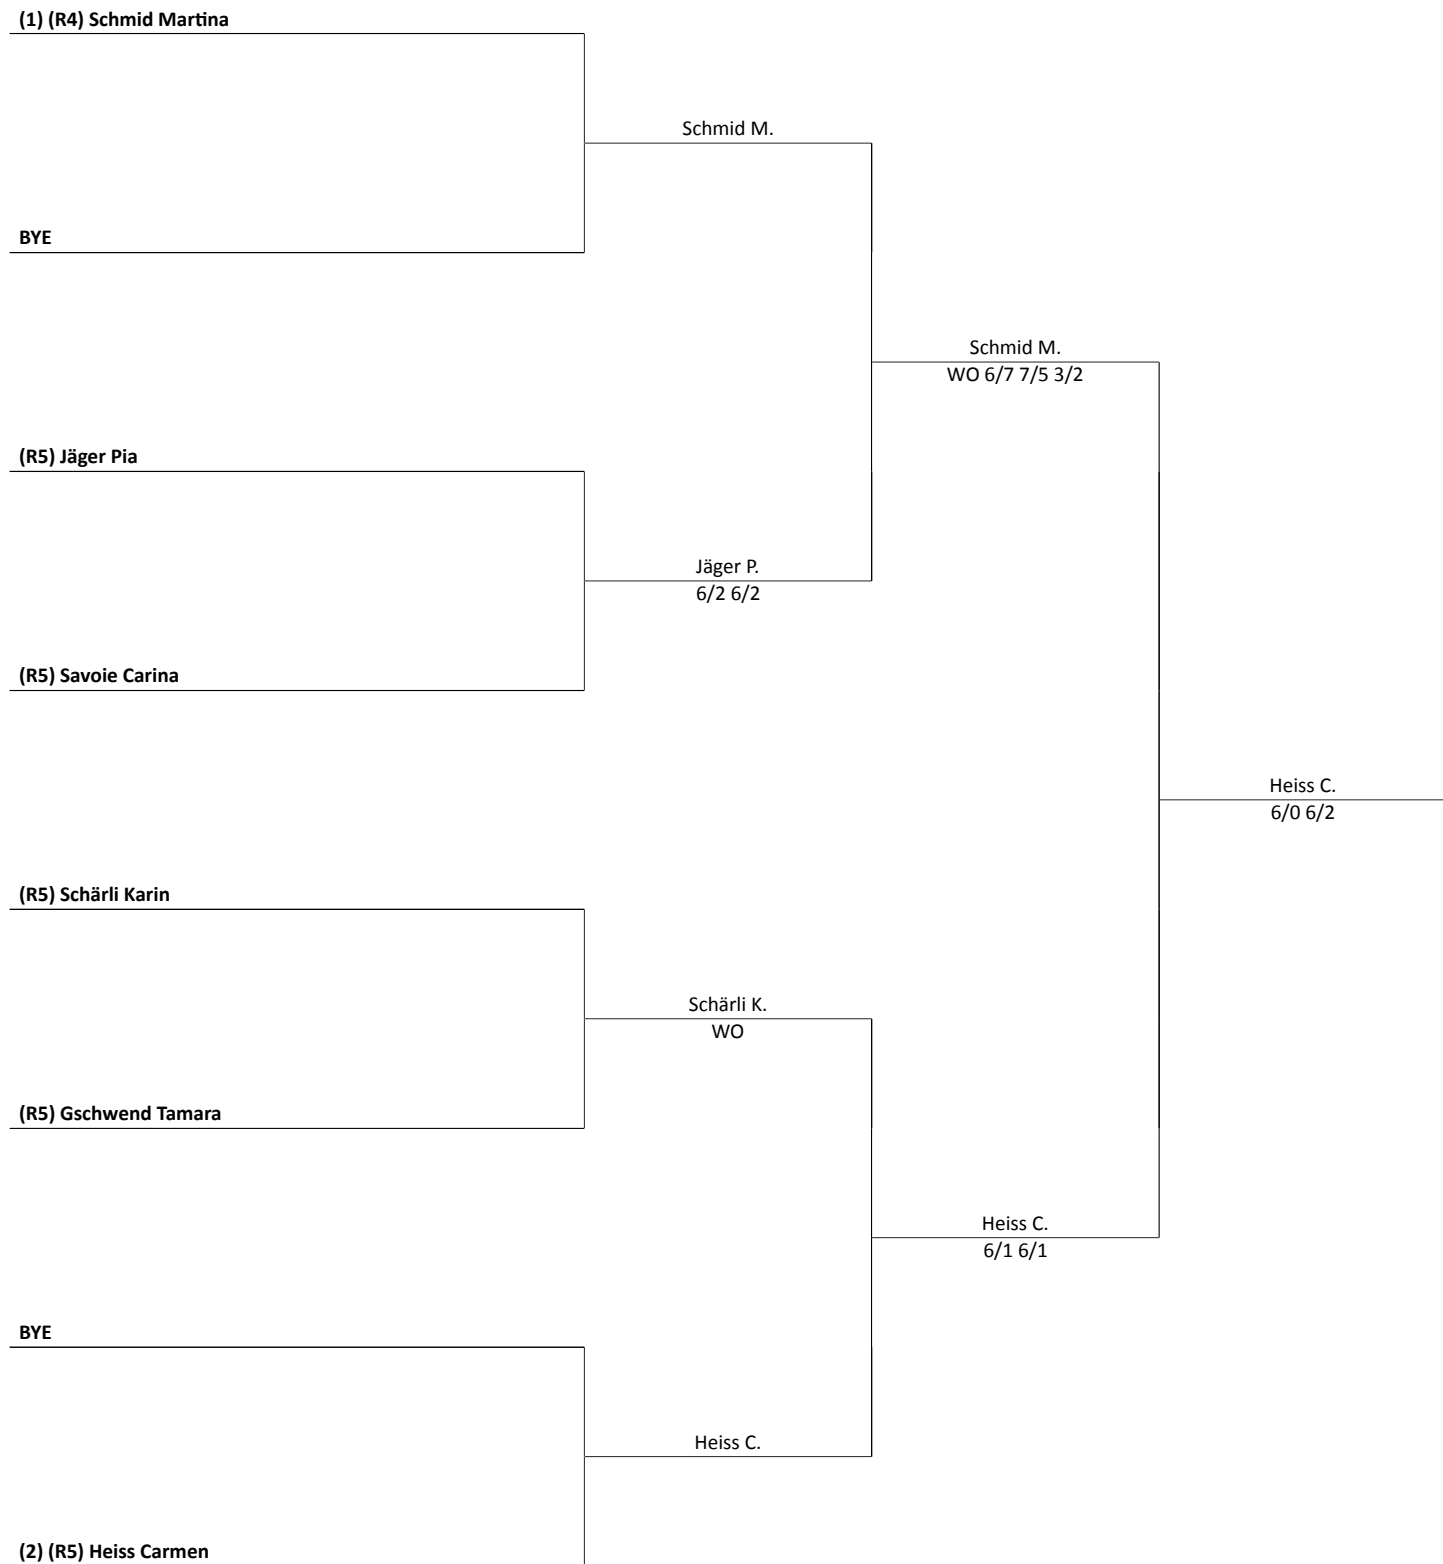 (1) (R4) Schmid Martina
Schmid M.
BYE
Schmid M.
WO 6/7 7/5 3/2
(R5) Jäger Pia
Jäger P.
6/2 6/2
(R5) Savoie Carina
Heiss C.
6/0 6/2
(R5) Schärli Karin
Schärli K.
WO
(R5) Gschwend Tamara
Heiss C.
6/1 6/1
BYE
Heiss C.
(2) (R5) Heiss Carmen